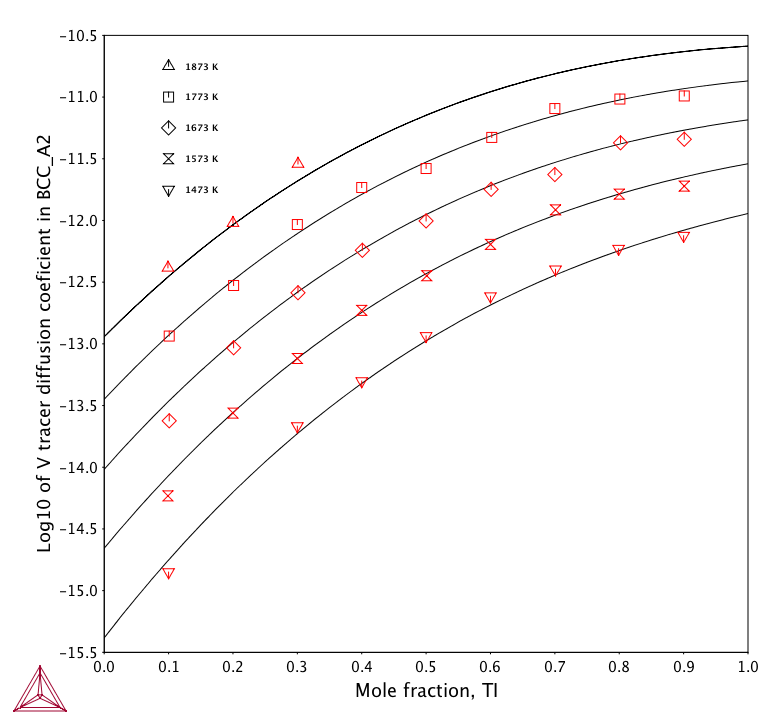 −10.5
−11.0
−11.5
−12.0
−12.5
−13.0
−13.5
−14.0
−14.5
−15.0
−15.5
Log10 of V tracer diffusion coeficient in BCC_A2
1873 K
1773 K
1673 K
1573 K
1473 K
0.0 0.1 0.2 0.3 0.4 0.5 0.6 0.7 0.8 0.9 1.0
Mole fraction, TI